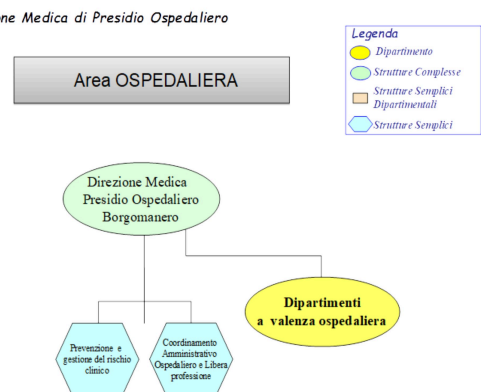 ne Medica di Presidio Ospedaliero
Legenda
Dipartimento
Strutture Complesse
Strutture Semplici
Dipartimentali
Strutture Semplici
Area OSPEDALIERA
Direzione Medica
Presidio Ospedaliero
Borgomanero
Dipartimenti
a valenza ospedaliera
Prevenzione e
gestione del rischio
clinico
Coordinamento
Amministrativo
Ospedaliero e Libera
professione